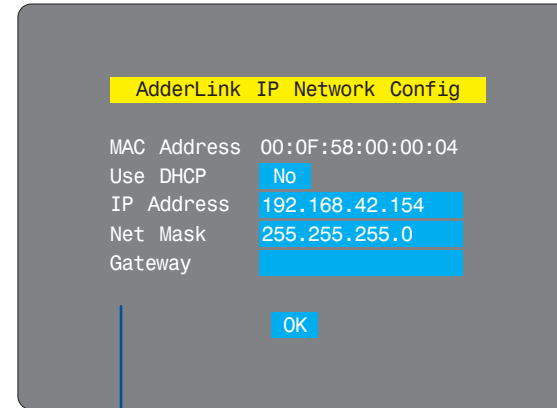 AdderLink IP Network Config
MAC Address 00:0F:58:00:00:04
Use DHCP No
IP Address 192.168.42.154
Net Mask 255.255.255.0
Gateway
OK